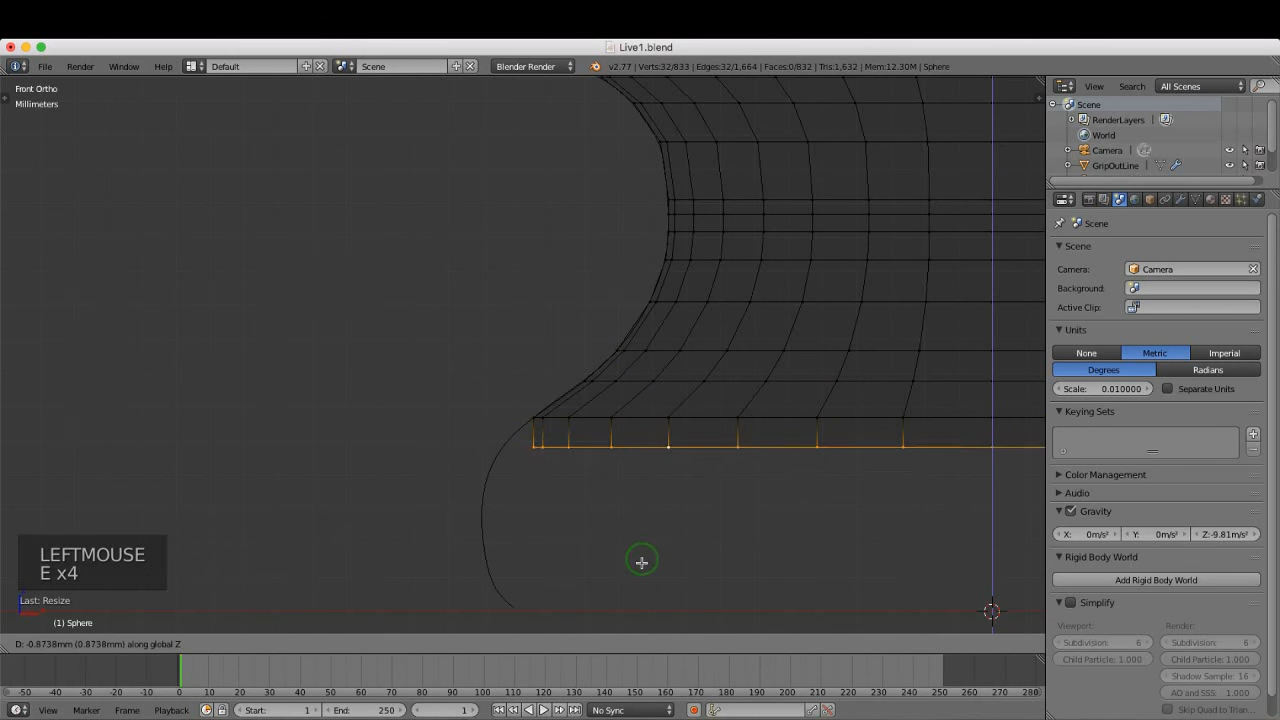 Live1.blend
File Render Window Help Default Scene Blender Render v2.77 | Verts:32/833 | Edges:32/1,664 | Faces:0/832 | Tris:1,632 | Mem:12.30M | Sphere
Front Ortho
Millimeters
View Search All Scenes
Scene
RenderLayers
World
Camera
GripOutLine
Scene
Scene
Camera: Camera
Background:
Active Clip:
Units
None Metric Imperial
Degrees Radians
Scale: 0.010000 Separate Units
Keying Sets
Color Management
Audio
Gravity
X: 0m/s² Y: 0m/s² Z:-9.81m/s²
Rigid Body World
Add Rigid Body World
Simplify
Viewport: Render:
Subdivision: 6 Subdivision: 6
Child Particle: 1.000 Child Particle: 1.000
Shadow Sample: 16
AO and SSS: 1.000
Skip Quad to Trian...
LEFTMOUSE
E x4
Last: Resize
(1) Sphere
D: -0.8738mm (0.8738mm) along global Z
-50 -40 -30 -20 -10 0 10 20 30 40 50 60 70 80 90 100 110 120 130 140 150 160 170 180 190 200 210 220 230 240 250 260 270 280
View Marker Frame Playback Start: 1 End: 250 1 No Sync